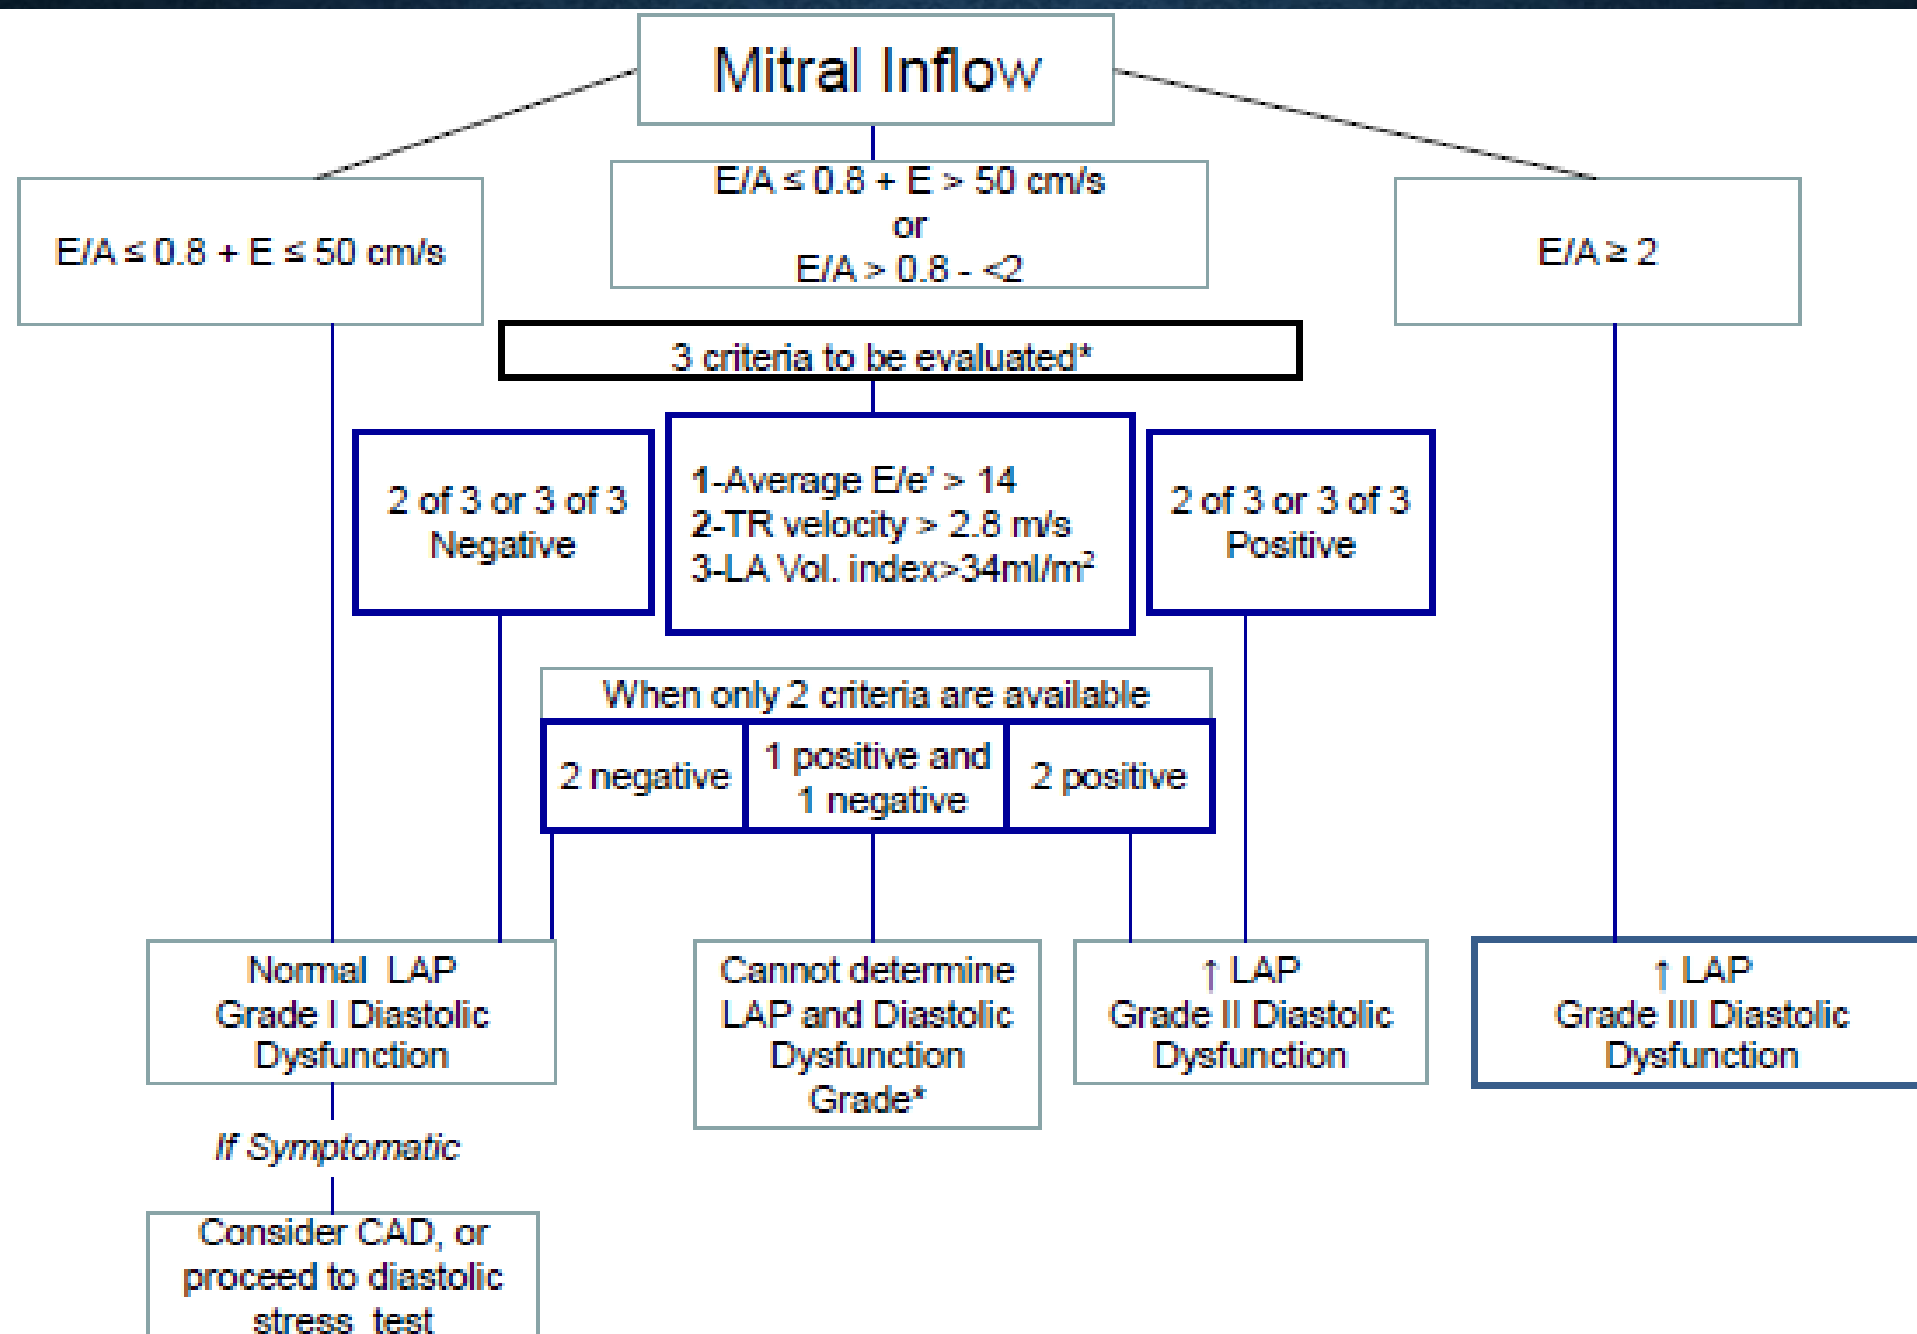 Mitral Inflow
E/A ≤ 0.8 + E ≤ 50 cm/s
E/A ≤ 0.8 + E > 50 cm/s
or
E/A > 0.8 - <2
E/A ≥ 2
3 criteria to be evaluated*
2 of 3 or 3 of 3
Negative
1-Average E/e' > 14
2-TR velocity > 2.8 m/s
3-LA Vol. index>34ml/m²
2 of 3 or 3 of 3
Positive
When only 2 criteria are available
2 negative
1 positive and
1 negative
2 positive
Normal LAP
Grade I Diastolic
Dysfunction
Cannot determine
LAP and Diastolic
Dysfunction
Grade*
↑ LAP
Grade II Diastolic
Dysfunction
↑ LAP
Grade III Diastolic
Dysfunction
If Symptomatic
Consider CAD, or
proceed to diastolic
stress test